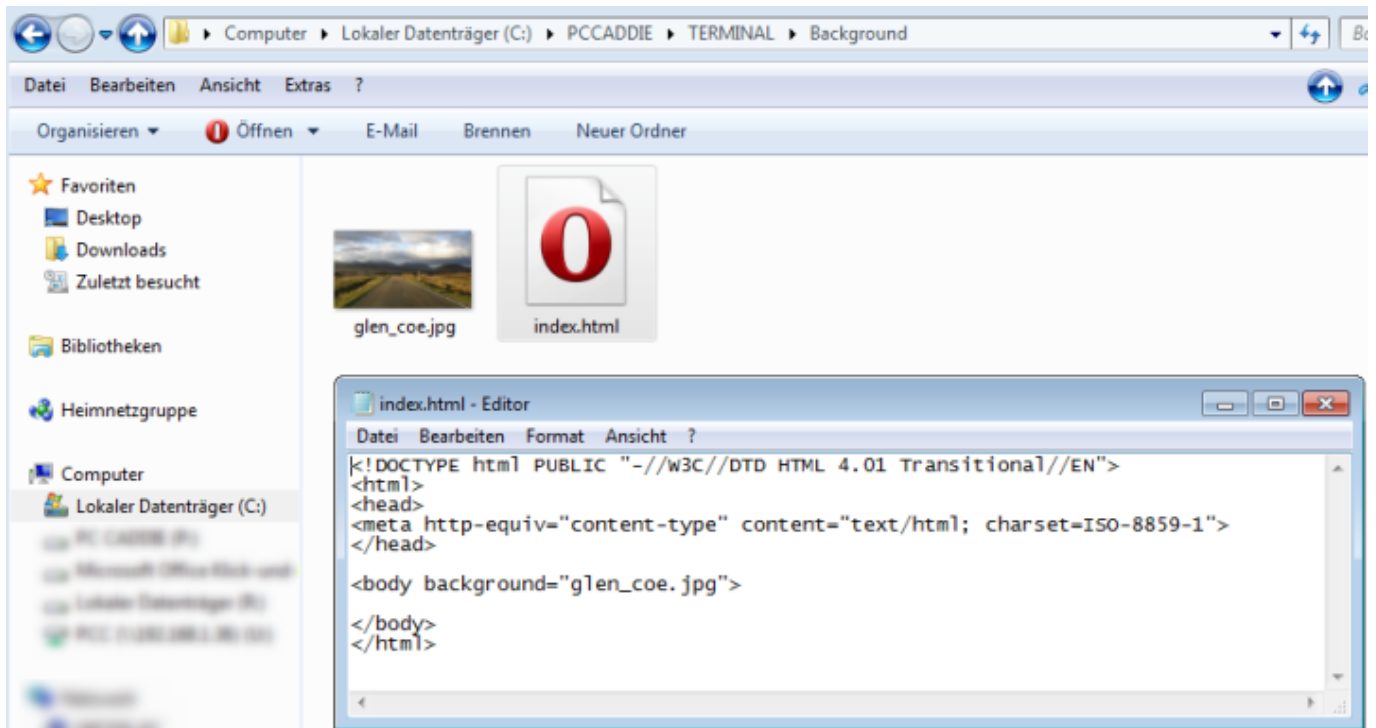 Computer ▸ Lokaler Datenträger (C:) ▸ PCCADDIE ▸ TERMINAL ▸ Background
Datei Bearbeiten Ansicht Extras ?
Organisieren Öffnen E-Mail Brennen Neuer Ordner
Favoriten
Desktop
Downloads
Zuletzt besucht
Bibliotheken
Heimnetzgruppe
Computer
Lokaler Datenträger (C:)
glen_coe.jpg
index.html
index.html - Editor
Datei Bearbeiten Format Ansicht ?
<!DOCTYPE html PUBLIC "-//W3C//DTD HTML 4.01 Transitional//EN">
<html>
<head>
<meta http-equiv="content-type" content="text/html; charset=ISO-8859-1">
</head>
<body background="glen_coe.jpg">
</body>
</html>